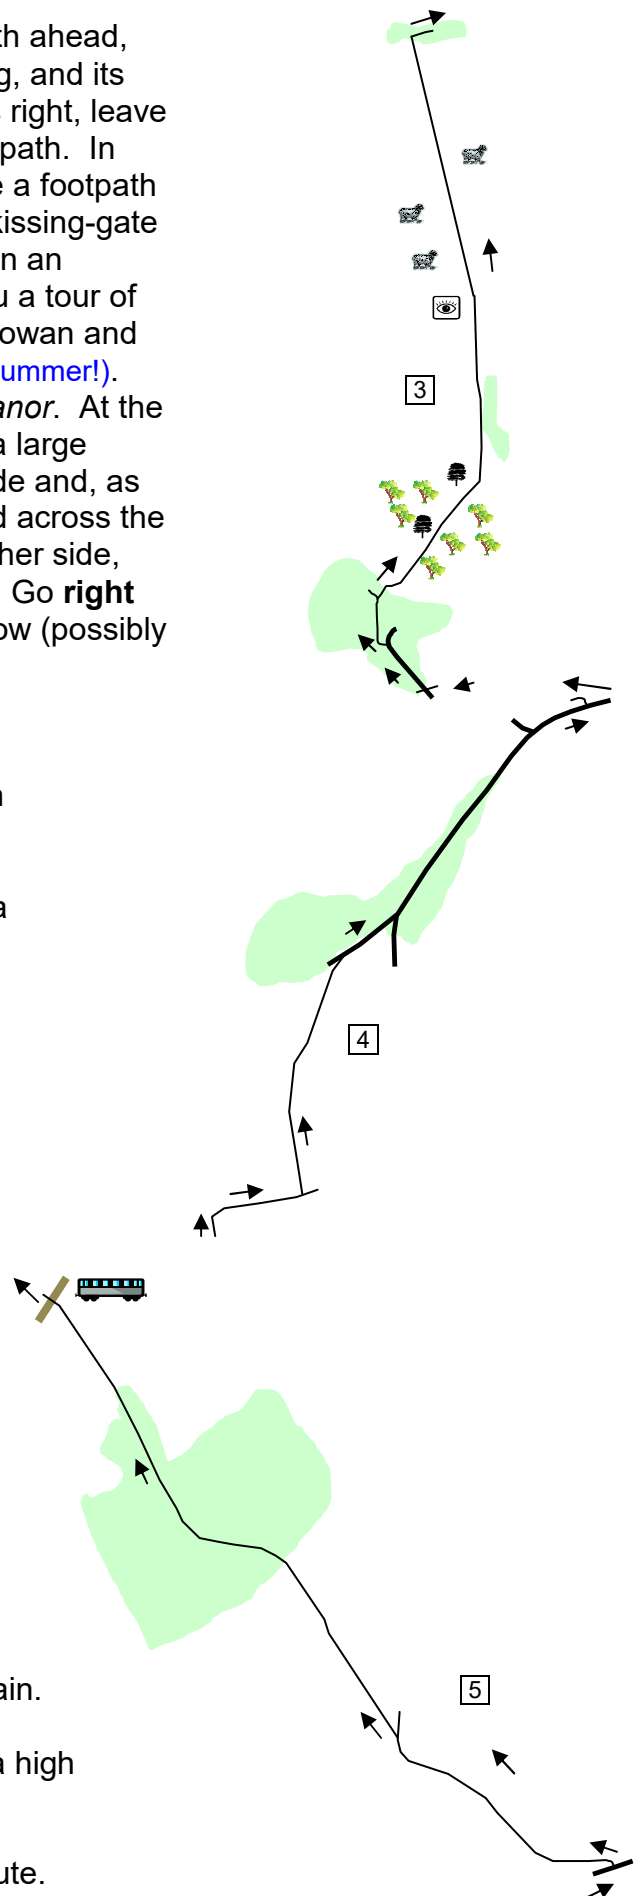 th ahead,
g, and its
right, leave
path. In
e a footpath
kissing-gate
n an
u a tour of
owan and
ummer!).
anor. At the
a large
de and, as
d across the
her side,
Go right
ow (possibly
n
a
3
4
5
ain.
a high
ute.